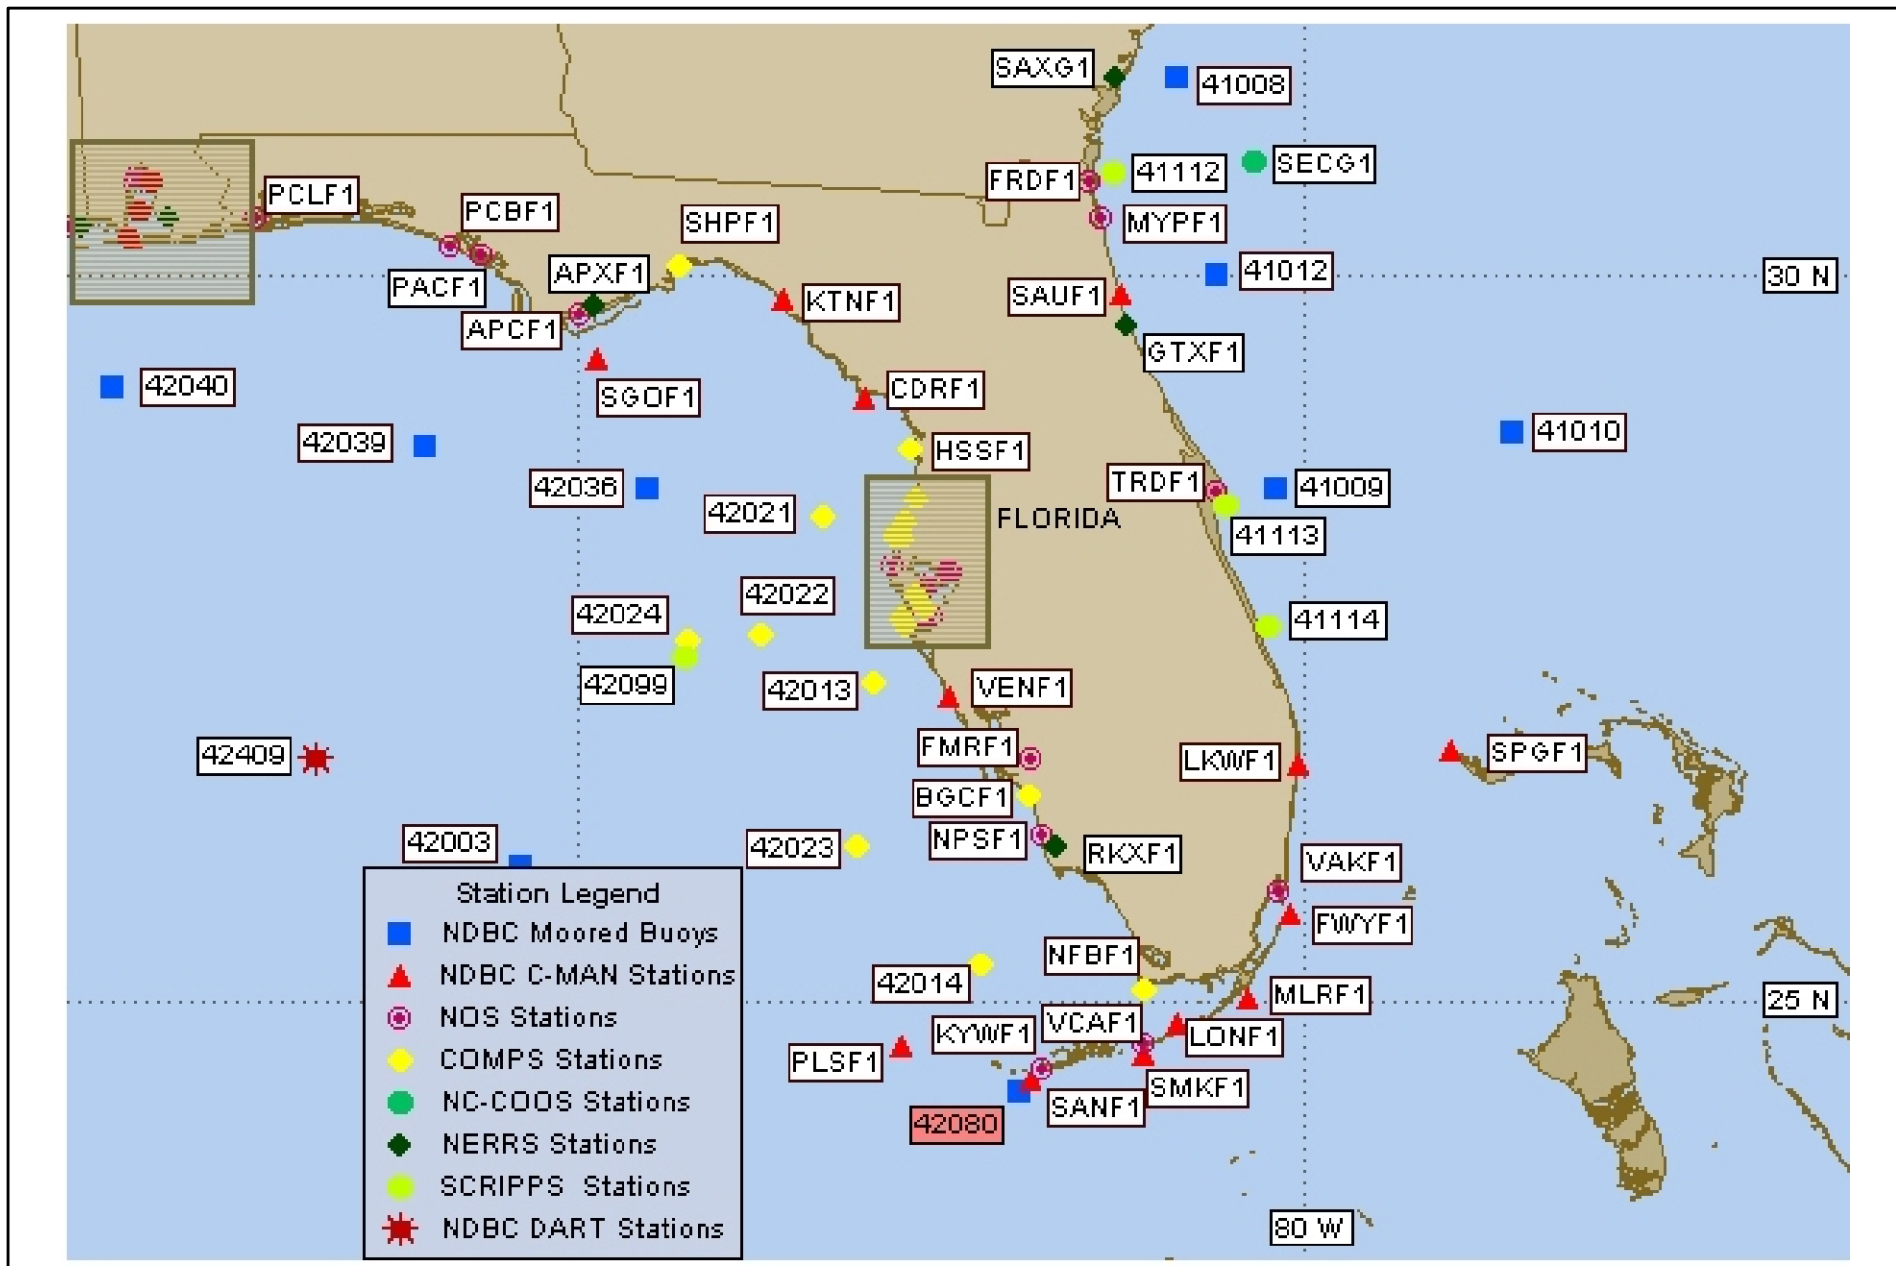 SAXG1
41008
SECG1
41112
FRDF1
PCLF1
PCBF1
SHPF1
MYPF1
PACF1
APXF1
41012
30 N
APCF1
KTNF1
SAUF1
GTXF1
42040
SGOF1
CDRF1
42039
HSSF1
41010
42036
TRDF1
41009
42021
FLORIDA
41113
42024
42022
41114
42099
42013
VENF1
42409
FMRF1
LKWF1
SPGF1
BGCF1
42003
42023
NPSF1
RKXF1
VAKF1
FWYF1
NFBF1
42014
MLRF1
25 N
KYWF1
VCAF1
LONF1
PLSF1
SMKF1
SANF1
42080
80 W
Station Legend
NDBC Moored Buoys
NDBC C-MAN Stations
NOS Stations
COMPS Stations
NC-COOS Stations
NERRS Stations
SCRIPPS Stations
NDBC DART Stations